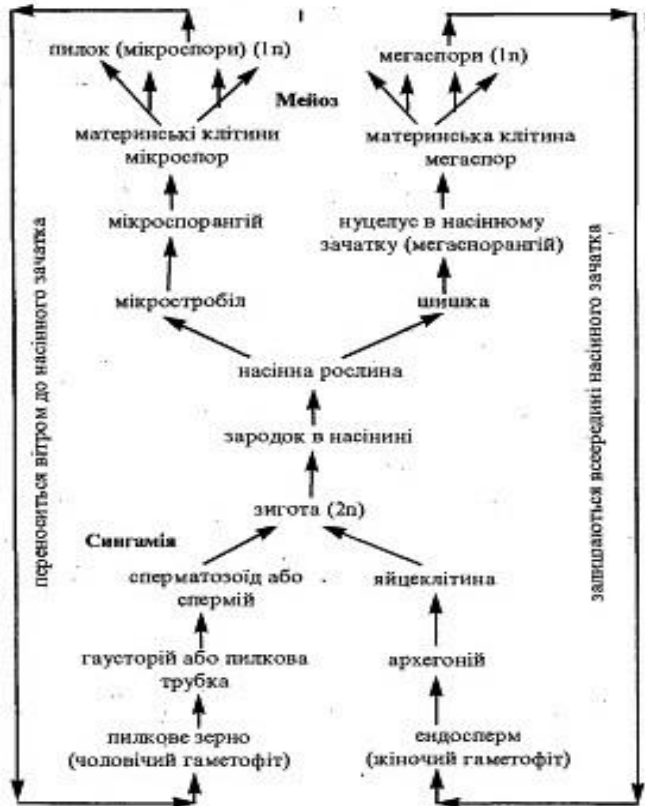 пилок (мікроспори) (1n)
мегаспори (1n)
Мейоз
материнські клітини
мікроспор
материнська клітина
мегаспор
мікроспорангій
нуцелус в насінному
зачатку (мегаспорангій)
мікростробіл
шишка
насінна рослина
зародок в насінині
зигота (2n)
Сингамія
сперматозоїд або
спермій
яйцеклітина
гаусторій або пилкова
трубка
архегоній
пилкове зерно
(чоловічий гаметофіт)
ендосперм
(жіночий гаметофіт)
переноситься вітром до насінного зачатка
залишаються всередині насінного зачатка